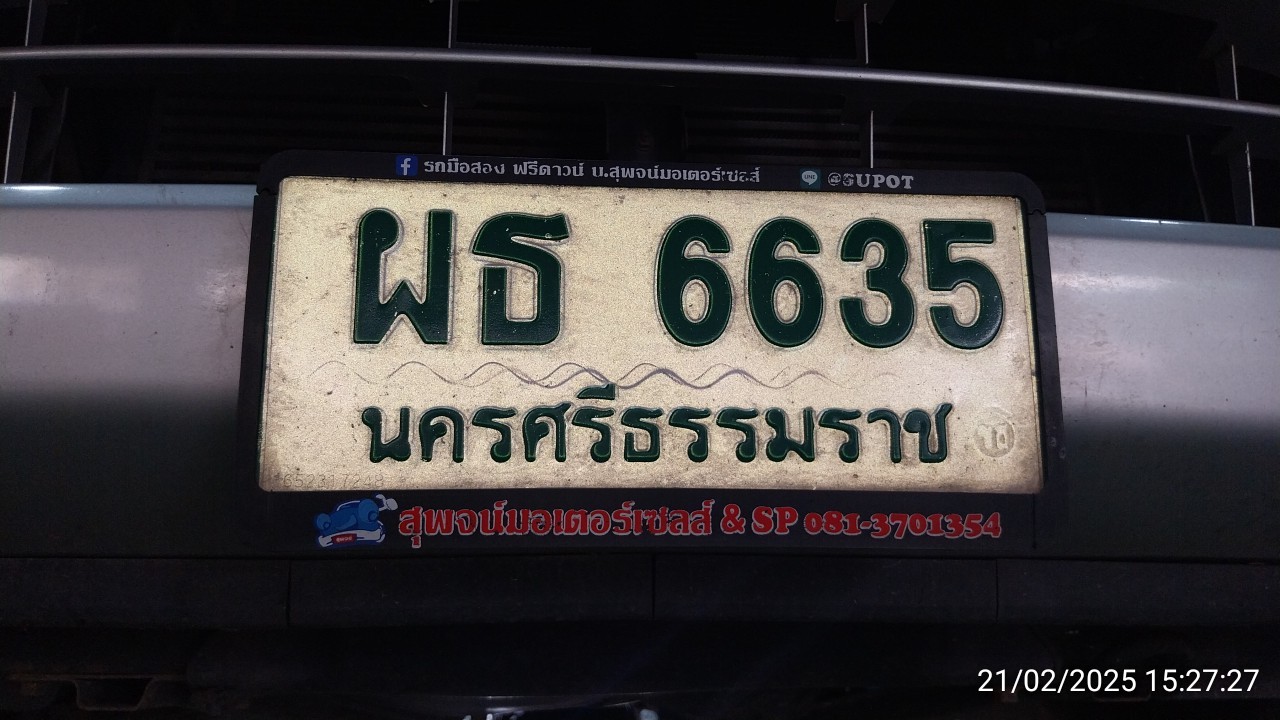 รถมือสอง ฟรีดาวน์ บ.สุพจน์มอเตอร์เซลส์ LINE @SUPOT
ผธ 6635
นครศรีธรรมราช
652317248
สุพจน์มอเตอร์เซลส์ & SP 081-3701354
21/02/2025 15:27:27